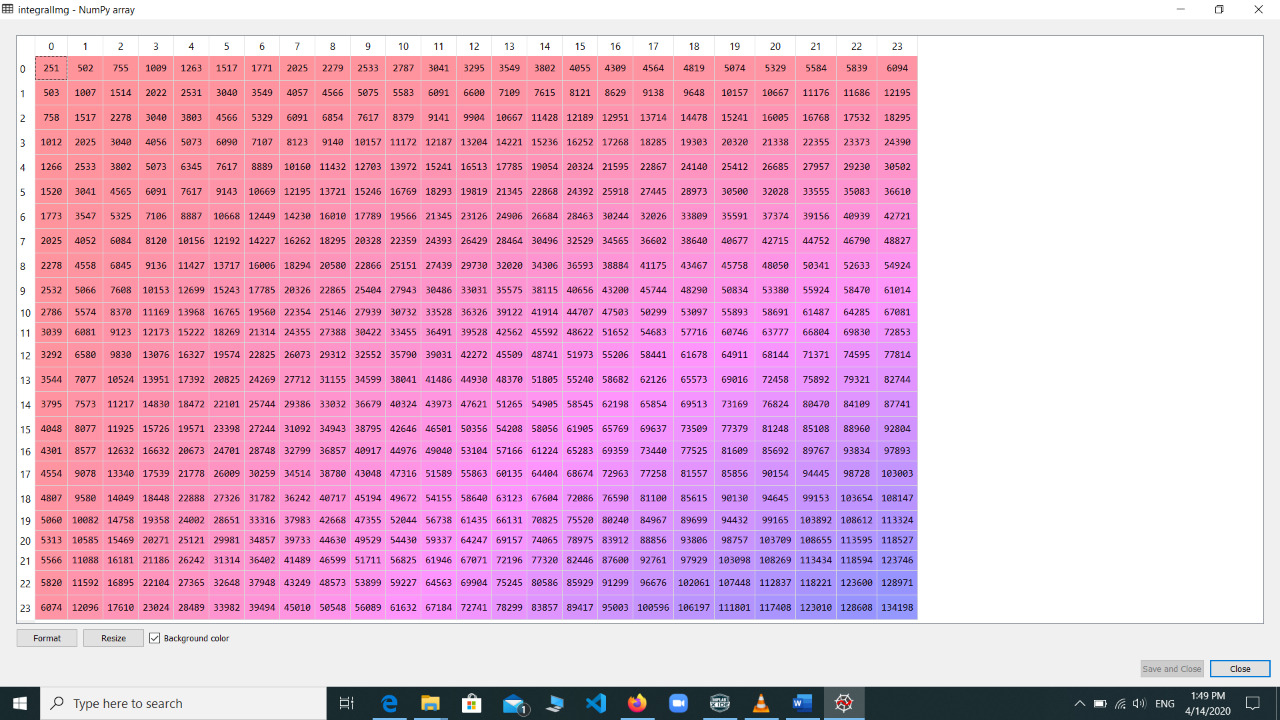 integralImg - NumPy array
0 1 2 3 4 5 6 7 8 9 10 11 12 13 14 15 16 17 18 19 20 21 22 23
0 251 502 755 1009 1263 1517 1771 2025 2279 2533 2787 3041 3295 3549 3802 4055 4309 4564 4819 5074 5329 5584 5839 6094
1 503 1007 1514 2022 2531 3040 3549 4057 4566 5075 5583 6091 6600 7109 7615 8121 8629 9138 9648 10157 10667 11176 11686 12195
2 758 1517 2278 3040 3803 4566 5329 6091 6854 7617 8379 9141 9904 10667 11428 12189 12951 13714 14478 15241 16005 16768 17532 18295
3 1012 2025 3040 4056 5073 6090 7107 8123 9140 10157 11172 12187 13204 14221 15236 16252 17268 18285 19303 20320 21338 22355 23373 24390
4 1266 2533 3802 5073 6345 7617 8889 10160 11432 12703 13972 15241 16513 17785 19054 20324 21595 22867 24140 25412 26685 27957 29230 30502
5 1520 3041 4565 6091 7617 9143 10669 12195 13721 15246 16769 18293 19819 21345 22868 24392 25918 27445 28973 30500 32028 33555 35083 36610
6 1773 3547 5325 7106 8887 10668 12449 14230 16010 17789 19566 21345 23126 24906 26684 28463 30244 32026 33809 35591 37374 39156 40939 42721
7 2025 4052 6084 8120 10156 12192 14227 16262 18295 20328 22359 24393 26429 28464 30496 32529 34565 36602 38640 40677 42715 44752 46790 48827
8 2278 4558 6845 9136 11427 13717 16006 18294 20580 22866 25151 27439 29730 32020 34306 36593 38884 41175 43467 45758 48050 50341 52633 54924
9 2532 5066 7608 10153 12699 15243 17785 20326 22865 25404 27943 30486 33031 35575 38115 40656 43200 45744 48290 50834 53380 55924 58470 61014
10 2786 5574 8370 11169 13968 16765 19560 22354 25146 27939 30732 33528 36326 39122 41914 44707 47503 50299 53097 55893 58691 61487 64285 67081
11 3039 6081 9123 12173 15222 18269 21314 24355 27388 30422 33455 36491 39528 42562 45592 48622 51652 54683 57716 60746 63777 66804 69830 72853
12 3292 6580 9830 13076 16327 19574 22825 26073 29312 32552 35790 39031 42272 45509 48741 51973 55206 58441 61678 64911 68144 71371 74595 77814
13 3544 7077 10524 13951 17392 20825 24269 27712 31155 34599 38041 41486 44930 48370 51805 55240 58682 62126 65573 69016 72458 75892 79321 82744
14 3795 7573 11217 14830 18472 22101 25744 29386 33032 36679 40324 43973 47621 51265 54905 58545 62198 65854 69513 73169 76824 80470 84109 87741
15 4048 8077 11925 15726 19571 23398 27244 31092 34943 38795 42646 46501 50356 54208 58056 61905 65769 69637 73509 77379 81248 85108 88960 92804
16 4301 8577 12632 16632 20673 24701 28748 32799 36857 40917 44976 49040 53104 57166 61224 65283 69359 73440 77525 81609 85692 89767 93834 97893
17 4554 9078 13340 17539 21778 26009 30259 34514 38780 43048 47316 51589 55863 60135 64404 68674 72963 77258 81557 85856 90154 94445 98728 103003
18 4807 9580 14049 18448 22888 27326 31782 36242 40717 45194 49672 54155 58640 63123 67604 72086 76590 81100 85615 90130 94645 99153 103654 108147
19 5060 10082 14758 19358 24002 28651 33316 37983 42668 47355 52044 56738 61435 66131 70825 75520 80240 84967 89699 94432 99165 103892 108612 113324
20 5313 10585 15469 20271 25121 29981 34857 39733 44630 49529 54430 59337 64247 69157 74065 78975 83912 88856 93806 98757 103709 108655 113595 118527
21 5566 11088 16181 21186 26242 31314 36402 41489 46599 51711 56825 61946 67071 72196 77320 82446 87600 92761 97929 103098 108269 113434 118594 123746
22 5820 11592 16895 22104 27365 32648 37948 43249 48573 53899 59227 64563 69904 75245 80586 85929 91299 96676 102061 107448 112837 118221 123600 128971
23 6074 12096 17610 23024 28489 33982 39494 45010 50548 56089 61632 67184 72741 78299 83857 89417 95003 100596 106197 111801 117408 123010 128608 134198
Format Resize Background color
Save and Close Close
Type here to search
1
ENG
1:49 PM
4/14/2020